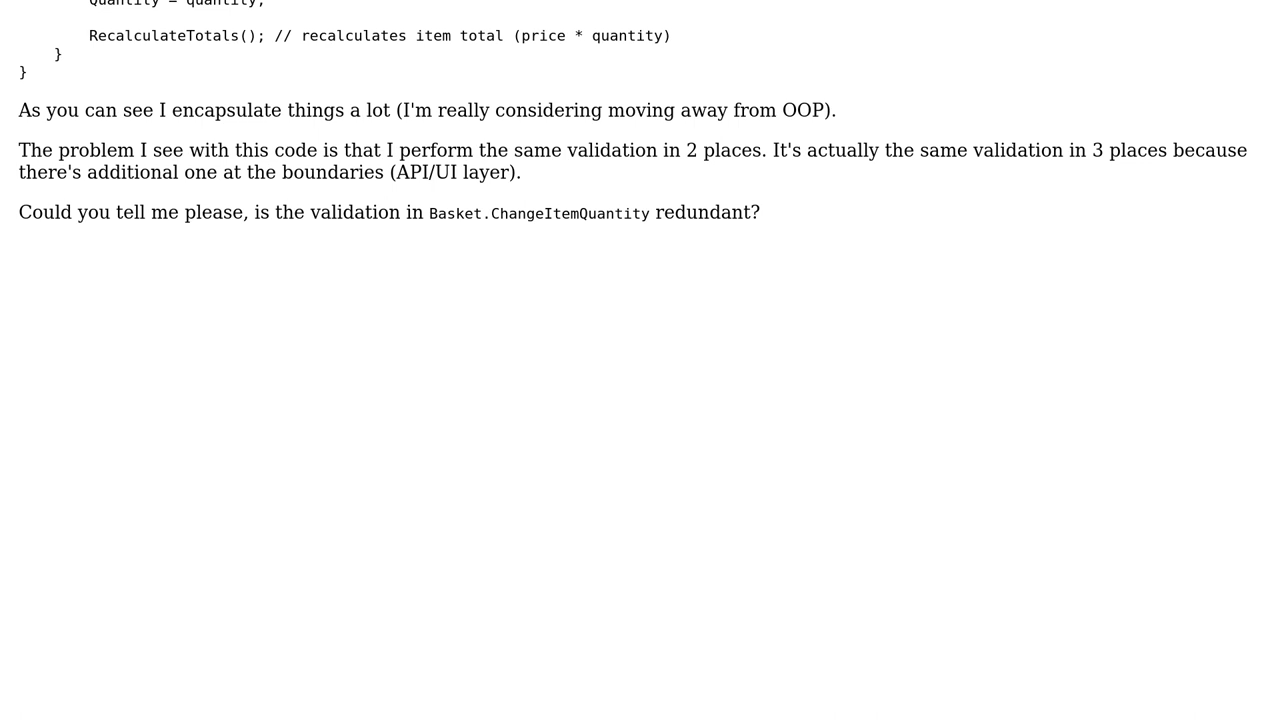 Quantity = quantity;
RecalculateTotals(); // recalculates item total (price * quantity)
}
}
As you can see I encapsulate things a lot (I'm really considering moving away from OOP).
The problem I see with this code is that I perform the same validation in 2 places. It's actually the same validation in 3 places because
there's additional one at the boundaries (API/UI layer).
Could you tell me please, is the validation in Basket.ChangeItemQuantity redundant?